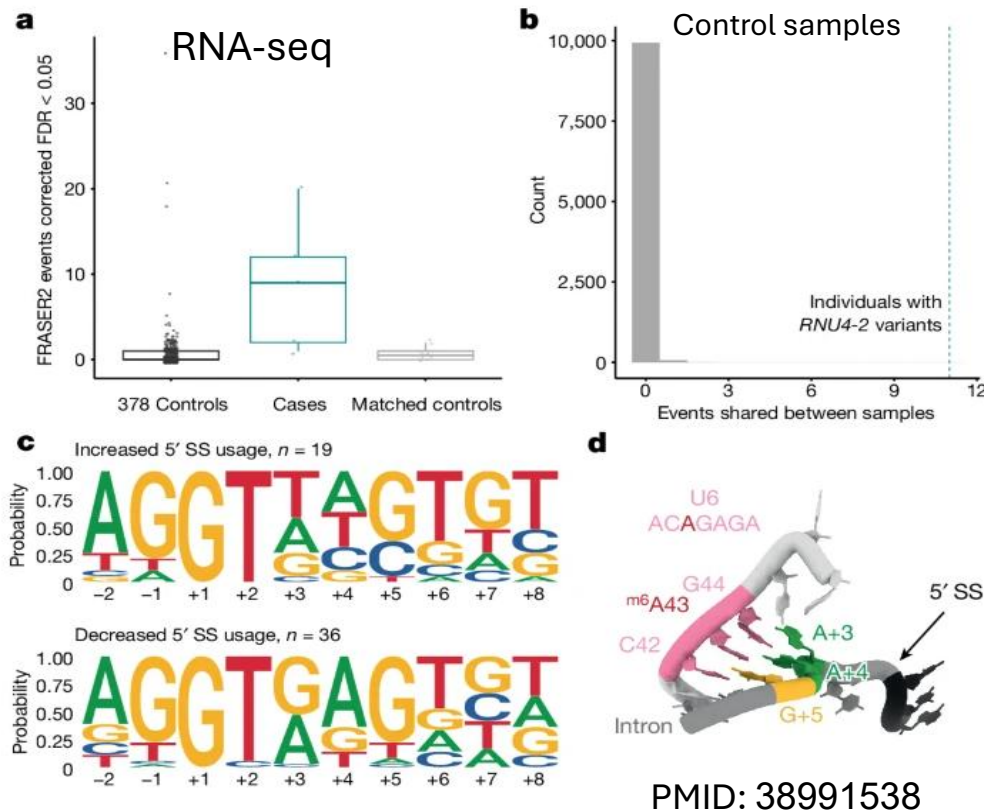 a
RNA-seq
FRASER2 events corrected FDR < 0.05
30
20
10
0
378 Controls
Cases
Matched controls
b
Control samples
Count
10,000
7,500
5,000
2,500
0
Individuals with
RNU4-2 variants
0
3
6
9
12
Events shared between samples
c
Increased 5′ SS usage, n = 19
Probability
1.00
0.75
0.50
0.25
0
A G G T T A G T G T
T T A T C G T C
C A G C T A A G
G C G C A
−2 −1 +1 +2 +3 +4 +5 +6 +7 +8
Decreased 5′ SS usage, n = 36
Probability
1.00
0.75
0.50
0.25
0
A G G T G A G T G T
G T A G T G C A
C T A A T G
T C A C
−2 −1 +1 +2 +3 +4 +5 +6 +7 +8
d
U6
ACAGAGA
G44
m6A43
C42
5′ SS
A+3
A+4
G+5
Intron
PMID: 38991538